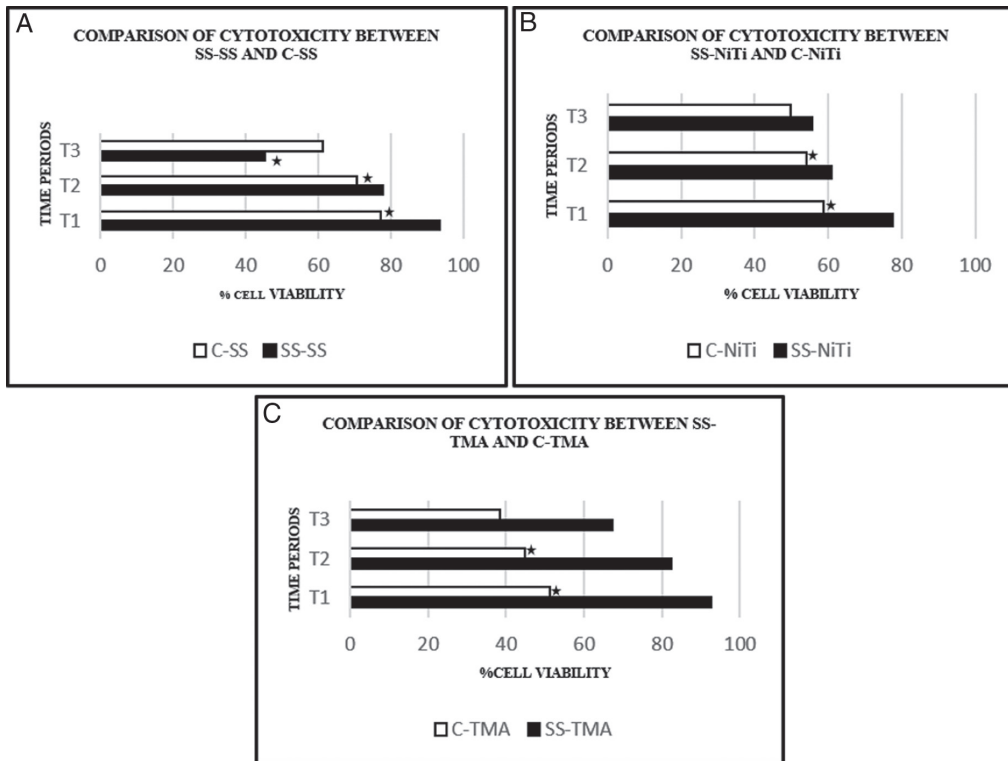 A
COMPARISON OF CYTOTOXICITY BETWEEN
SS-SS AND C-SS
TIME PERIODS
T3
T2
T1
0 20 40 60 80 100
% CELL VIABILITY
C-SS SS-SS
B
COMPARISON OF CYTOTOXICITY BETWEEN
SS-NiTi AND C-NiTi
TIME PERIODS
T3
T2
T1
0 20 40 60 80 100
% CELL VIABILITY
C-NiTi SS-NiTi
C
COMPARISON OF CYTOTOXICITY BETWEEN SS-
TMA AND C-TMA
TIME PERIODS
T3
T2
T1
0 20 40 60 80 100
%CELL VIABILITY
C-TMA SS-TMA